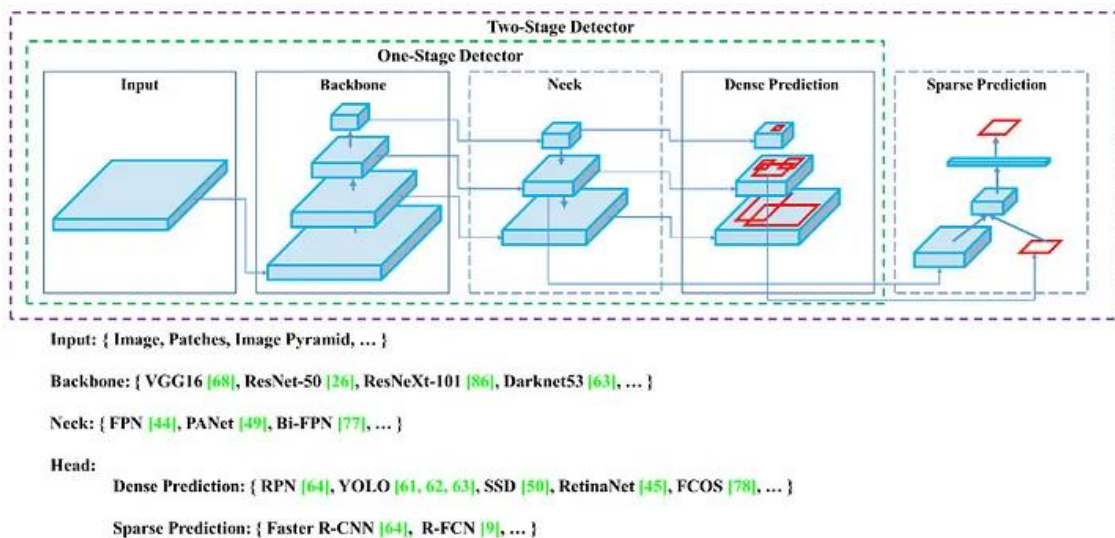 Two-Stage Detector
One-Stage Detector
Input
Backbone
Neck
Dense Prediction
Sparse Prediction
Input: { Image, Patches, Image Pyramid, … }
Backbone: { VGG16 [68], ResNet-50 [26], ResNeXt-101 [86], Darknet53 [63], … }
Neck: { FPN [44], PANet [49], Bi-FPN [77], … }
Head:
Dense Prediction: { RPN [64], YOLO [61, 62, 63], SSD [50], RetinaNet [45], FCOS [78], … }
Sparse Prediction: { Faster R-CNN [64], R-FCN [9], … }